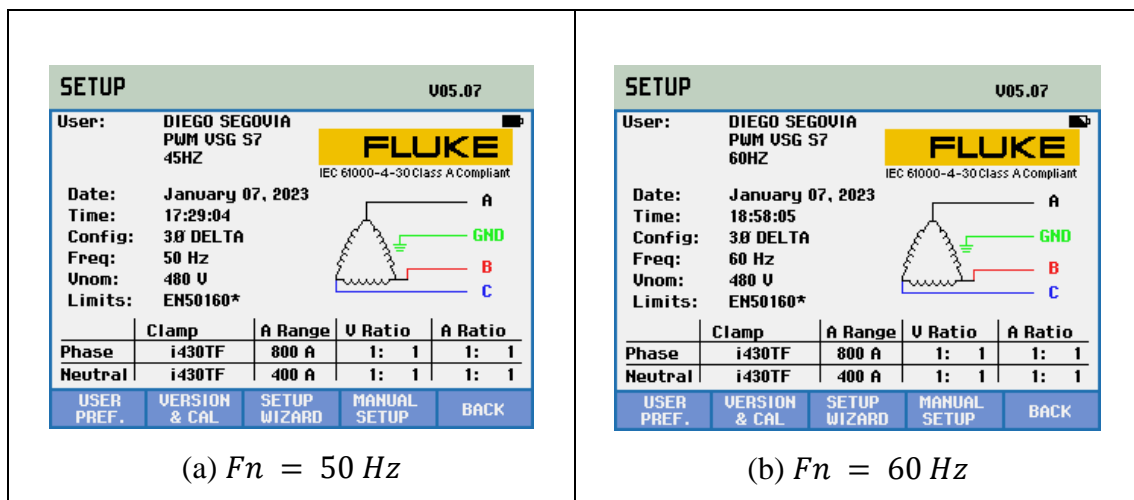 SETUP V05.07
User: DIEGO SEGOVIA
PWM VSG S7
45HZ
FLUKE
IEC 61000-4-30 Class A Compliant
Date: January 07, 2023
Time: 17:29:04
Config: 3Ø DELTA
Freq: 50 Hz
Vnom: 480 V
Limits: EN50160*
A
GND
B
C
Clamp A Range V Ratio A Ratio
Phase i430TF 800 A 1: 1 1: 1
Neutral i430TF 400 A 1: 1 1: 1
USER PREF. VERSION & CAL SETUP WIZARD MANUAL SETUP BACK
(a) Fn = 50 Hz
SETUP V05.07
User: DIEGO SEGOVIA
PWM VSG S7
60HZ
FLUKE
IEC 61000-4-30 Class A Compliant
Date: January 07, 2023
Time: 18:58:05
Config: 3Ø DELTA
Freq: 60 Hz
Vnom: 480 V
Limits: EN50160*
A
GND
B
C
Clamp A Range V Ratio A Ratio
Phase i430TF 800 A 1: 1 1: 1
Neutral i430TF 400 A 1: 1 1: 1
USER PREF. VERSION & CAL SETUP WIZARD MANUAL SETUP BACK
(b) Fn = 60 Hz